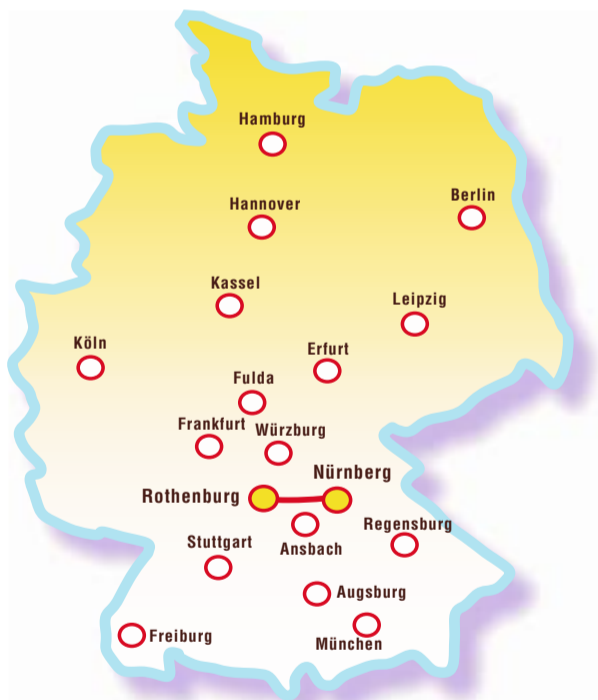 Hamburg
Berlin
Hannover
Kassel
Leipzig
Köln
Erfurt
Fulda
Frankfurt
Würzburg
Nürnberg
Rothenburg
Regensburg
Stuttgart
Ansbach
Augsburg
Freiburg
München